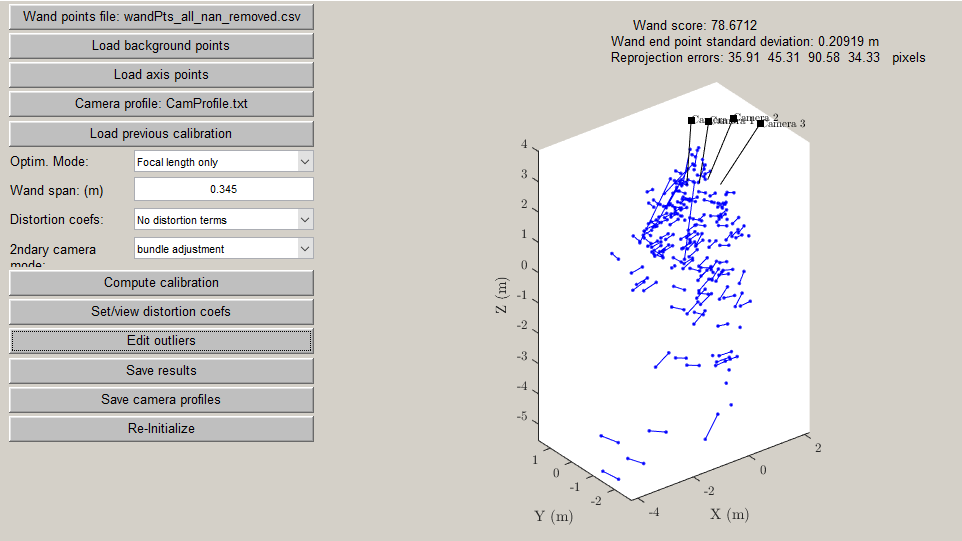 Wand points file: wandPts_all_nan_removed.csv
Load background points
Load axis points
Camera profile: CamProfile.txt
Load previous calibration
Optim. Mode: Focal length only
Wand span: (m) 0.345
Distortion coefs: No distortion terms
2ndary camera mode: bundle adjustment
Compute calibration
Set/view distortion coefs
Edit outliers
Save results
Save camera profiles
Re-Initialize
Wand score: 78.6712
Wand end point standard deviation: 0.20919 m
Reprojection errors: 35.91 45.31 90.58 34.33 pixels
Camera 2
Camera 3
4
3
2
1
0
-1
-2
-3
-4
-5
Z (m)
1
0
-1
-2
Y (m)
-4
-2
0
2
X (m)